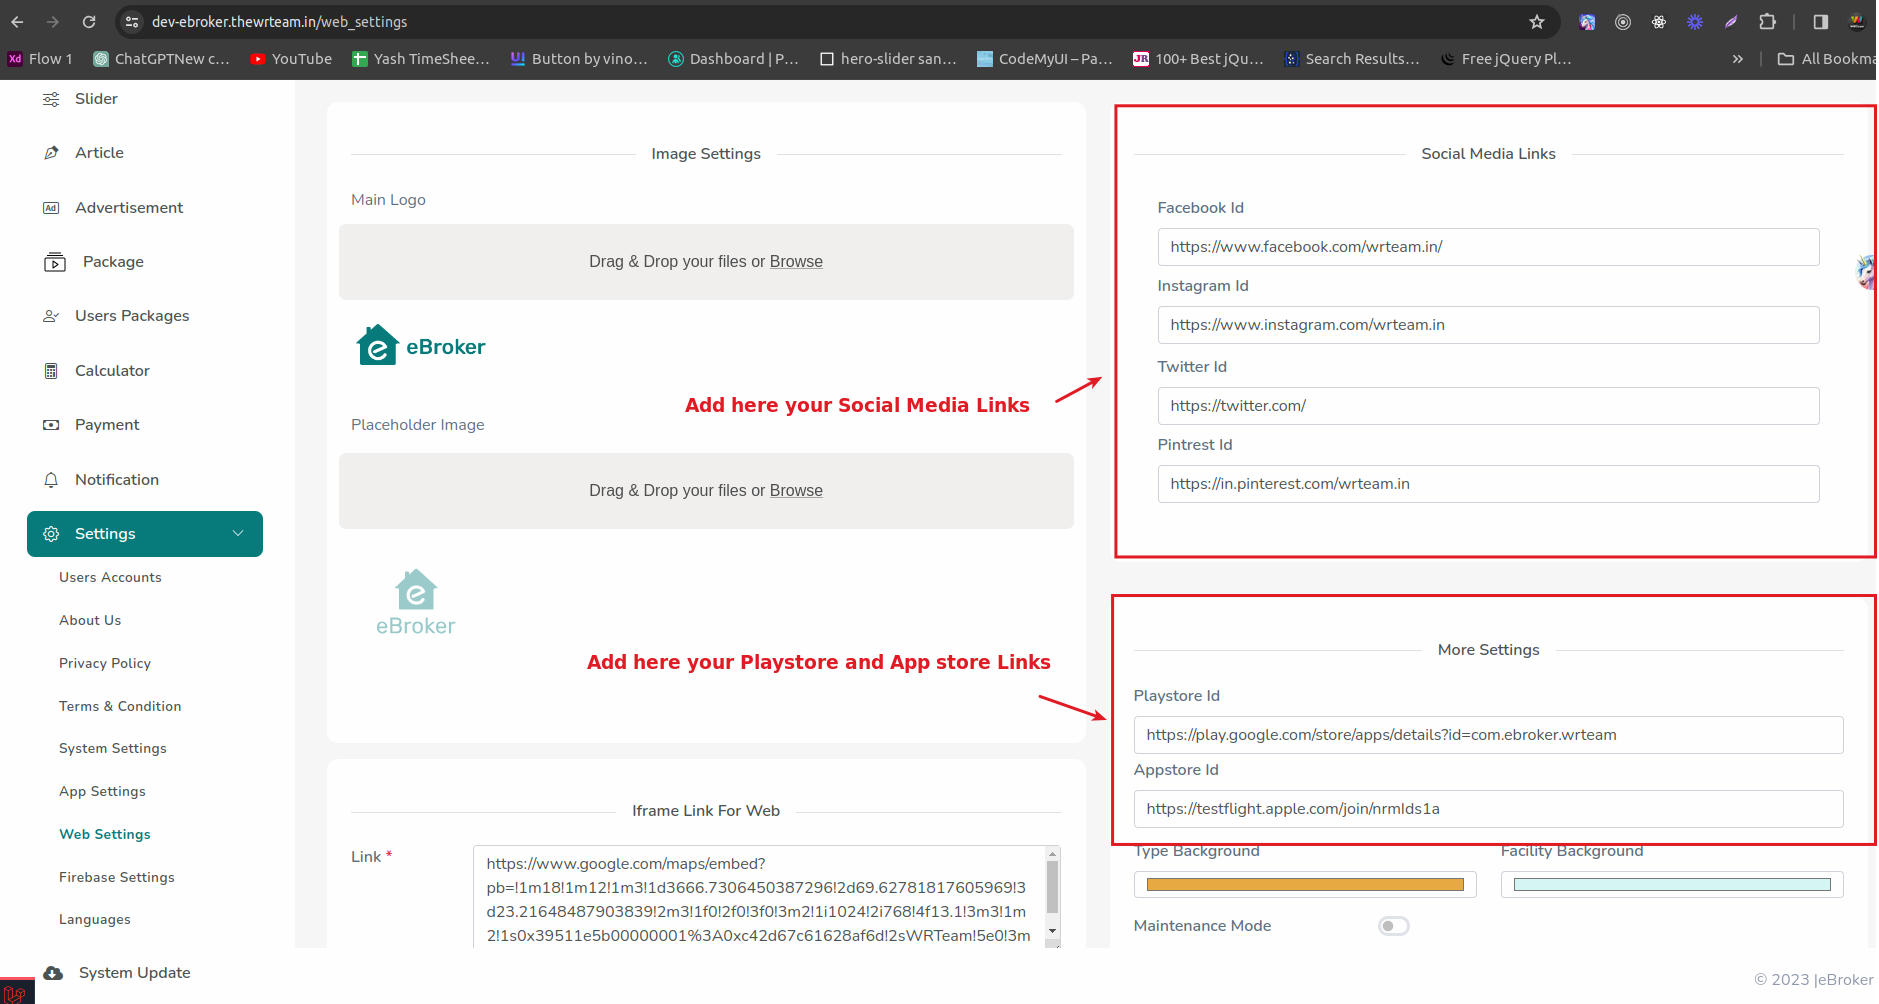 dev-ebroker.thewrteam.in/web_settings
Flow 1
ChatGPTNew c...
YouTube
Yash TimeShee...
Button by vino...
Dashboard | P...
hero-slider san...
CodeMyUI – Pa...
100+ Best jQu...
Search Results...
Free jQuery Pl...
»
All Bookma
Slider
Article
Advertisement
Package
Users Packages
Calculator
Payment
Notification
Settings
Users Accounts
About Us
Privacy Policy
Terms & Condition
System Settings
App Settings
Web Settings
Firebase Settings
Languages
System Update
Image Settings
Main Logo
Drag & Drop your files or Browse
eBroker
Add here your Social Media Links
Placeholder Image
Drag & Drop your files or Browse
eBroker
Add here your Playstore and App store Links
Iframe Link For Web
Link *
https://www.google.com/maps/embed?
pb=!1m18!1m12!1m3!1d3666.7306450387296!2d69.62781817605969!3
d23.21648487903839!2m3!1f0!2f0!3f0!3m2!1i1024!2i768!4f13.1!3m3!1m
2!1s0x39511e5b00000001%3A0xc42d67c61628af6d!2sWRTeam!5e0!3m
Social Media Links
Facebook Id
https://www.facebook.com/wrteam.in/
Instagram Id
https://www.instagram.com/wrteam.in
Twitter Id
https://twitter.com/
Pintrest Id
https://in.pinterest.com/wrteam.in
More Settings
Playstore Id
https://play.google.com/store/apps/details?id=com.ebroker.wrteam
Appstore Id
https://testflight.apple.com/join/nrmIds1a
Type Background
Facility Background
Maintenance Mode
© 2023 |eBroker